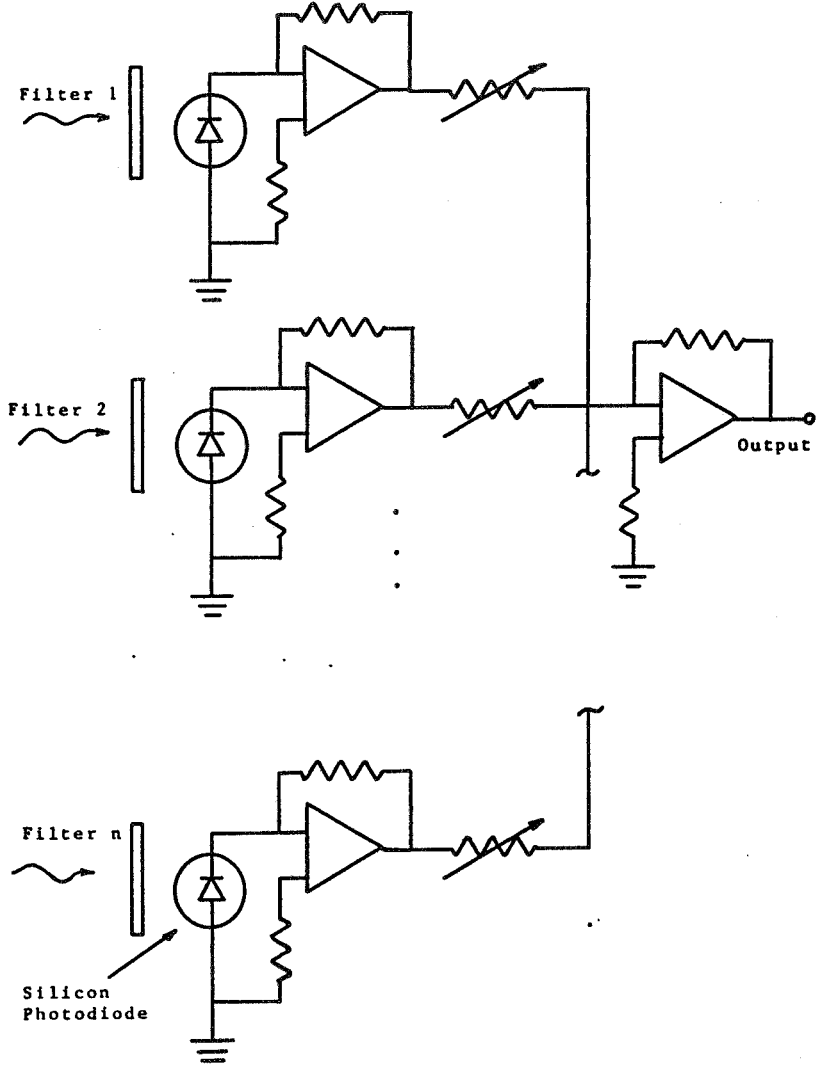 Filter 1
Filter 2
Output
Filter n
Silicon
Photodiode